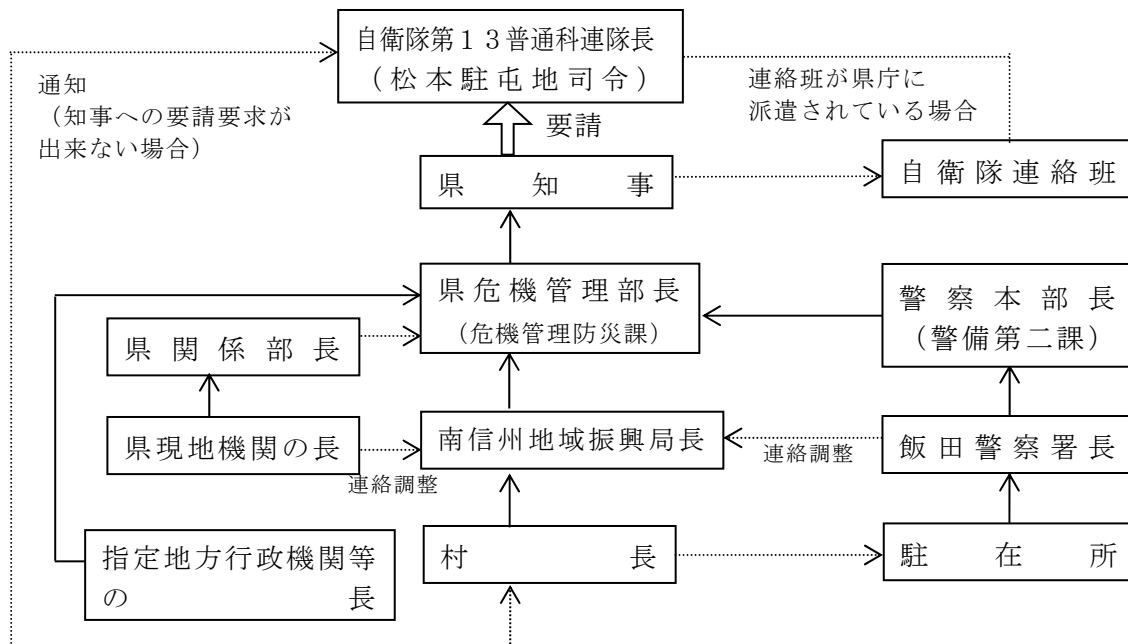 自衛隊第１３普通科連隊長
（松本駐屯地司令）
通知
（知事への要請要求が
出来ない場合）
連絡班が県庁に
派遣されている場合
要請
県知事
自衛隊連絡班
県危機管理部長
（危機管理防災課）
警察本部長
（警備第二課）
県関係部長
県現地機関の長
南信州地域振興局長
飯田警察署長
連絡調整
連絡調整
指定地方行政機関等
の長
村長
駐在所